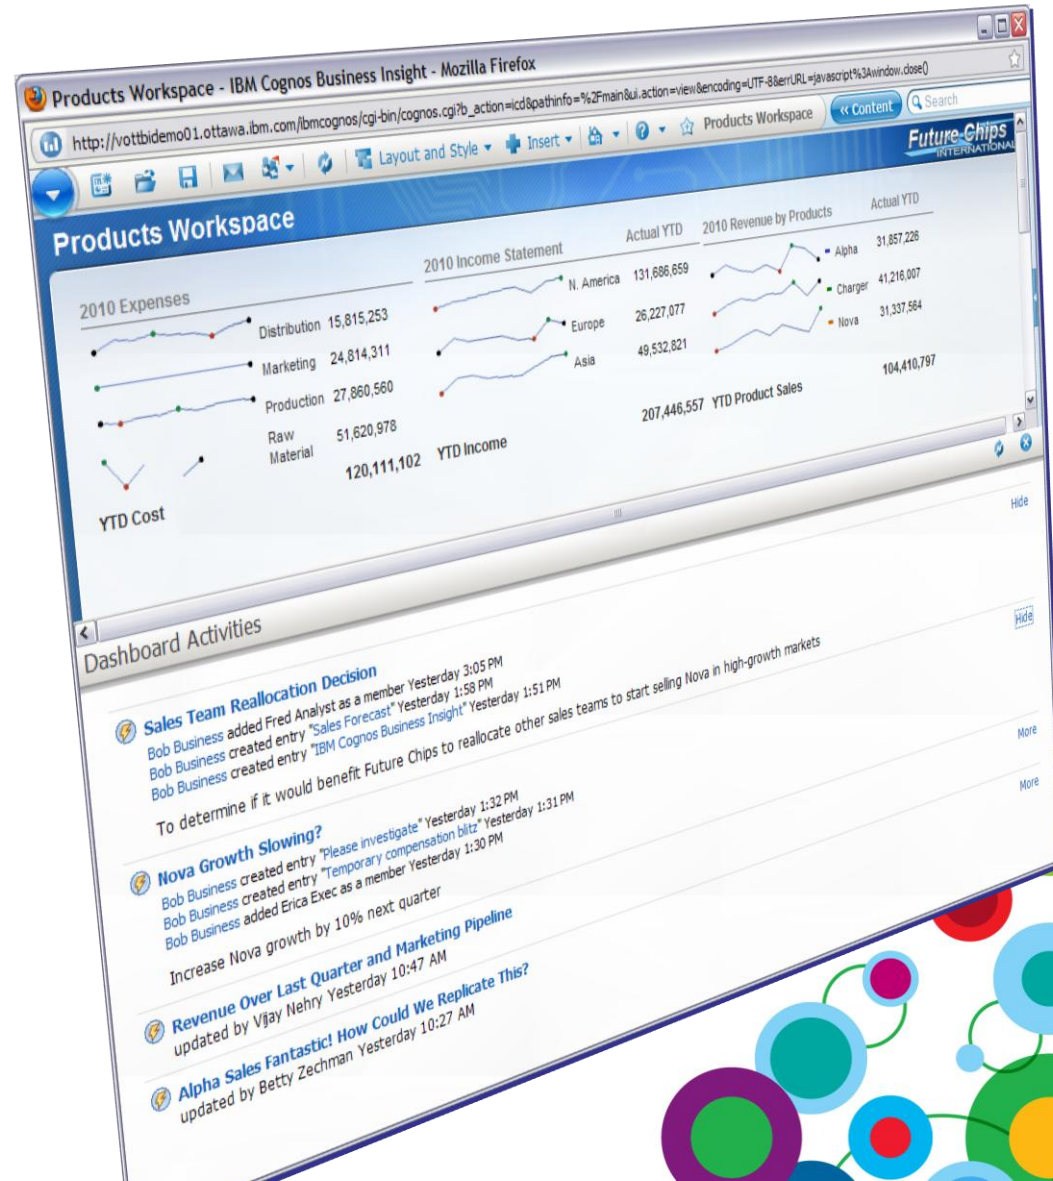 Products Workspace - IBM Cognos Business Insight - Mozilla Firefox
http://vottbidemo01.ottawa.ibm.com/ibmcognos/cgi-bin/cognos.cgi?b_action=icd&pathinfo=%2Fmain&ui.action=view&encoding=UTF-8&errURL=javascript%3Awindow.close()
Layout and Style Insert Products Workspace « Content Search
Products Workspace
Future Chips
INTERNATIONAL
2010 Expenses
Distribution 15,815,253
Marketing 24,814,311
Production 27,860,560
Raw
Material 51,620,978
YTD Cost 120,111,102
2010 Income Statement Actual YTD
N. America 131,686,659
Europe 26,227,077
Asia 49,532,821
YTD Income 207,446,557
2010 Revenue by Products Actual YTD
Alpha 31,857,226
Charger 41,216,007
Nova 31,337,564
YTD Product Sales 104,410,797
Dashboard Activities
Hide
Sales Team Reallocation Decision
Bob Business added Fred Analyst as a member Yesterday 3:05 PM
Bob Business created entry "Sales Forecast" Yesterday 1:58 PM
Bob Business created entry "IBM Cognos Business Insight" Yesterday 1:51 PM
To determine if it would benefit Future Chips to reallocate other sales teams to start selling Nova in high-growth markets
Hide
Nova Growth Slowing?
Bob Business created entry "Please investigate" Yesterday 1:32 PM
Bob Business created entry "Temporary compensation blitz" Yesterday 1:31 PM
Bob Business added Erica Exec as a member Yesterday 1:30 PM
Increase Nova growth by 10% next quarter
More
Revenue Over Last Quarter and Marketing Pipeline
updated by Vijay Nehry Yesterday 10:47 AM
More
Alpha Sales Fantastic! How Could We Replicate This?
updated by Betty Zechman Yesterday 10:27 AM